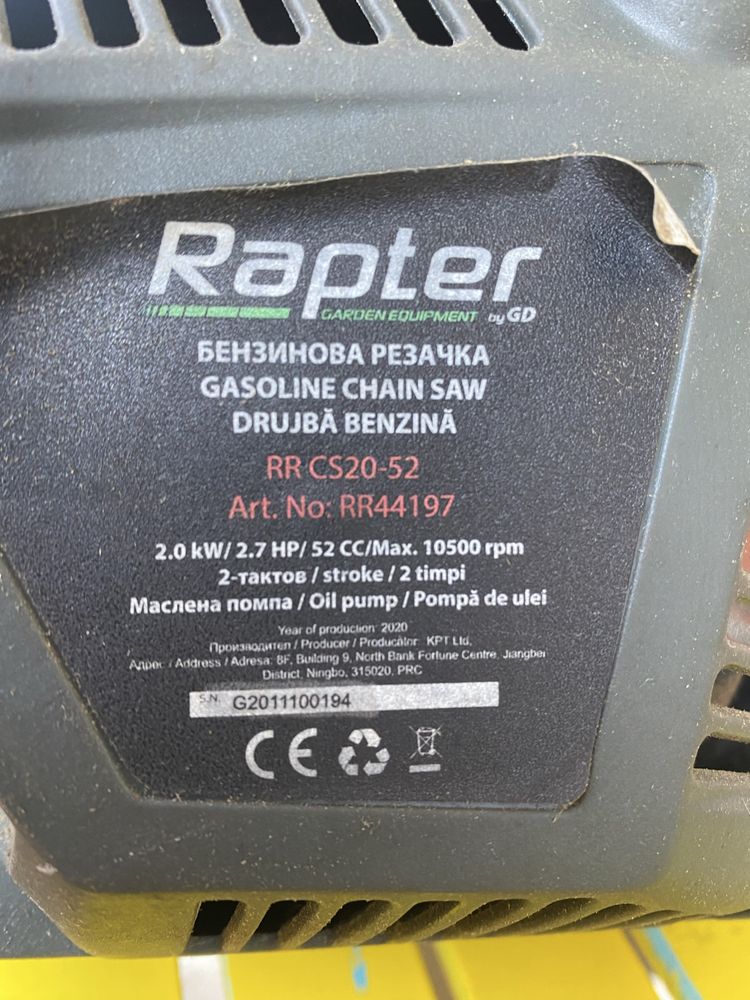 Rapter
GARDEN EQUIPMENT by GD
БЕНЗИНОВА РЕЗАЧКА
GASOLINE CHAIN SAW
DRUJBĂ BENZINĂ
RR CS20-52
Art. No: RR44197
2.0 kW/ 2.7 HP/ 52 CC/Max. 10500 rpm
2-тактов / stroke / 2 timpi
Маслена помпа / Oil pump / Pompă de ulei
Year of production: 2020
Производител / Producer / Producător: KPT Ltd.
Адрес / Address / Adresa: 8F, Building 9, North Bank Fortune Centre, Jiangbei
District, Ningbo, 315020, PRC
S.N. G2011100194
CE